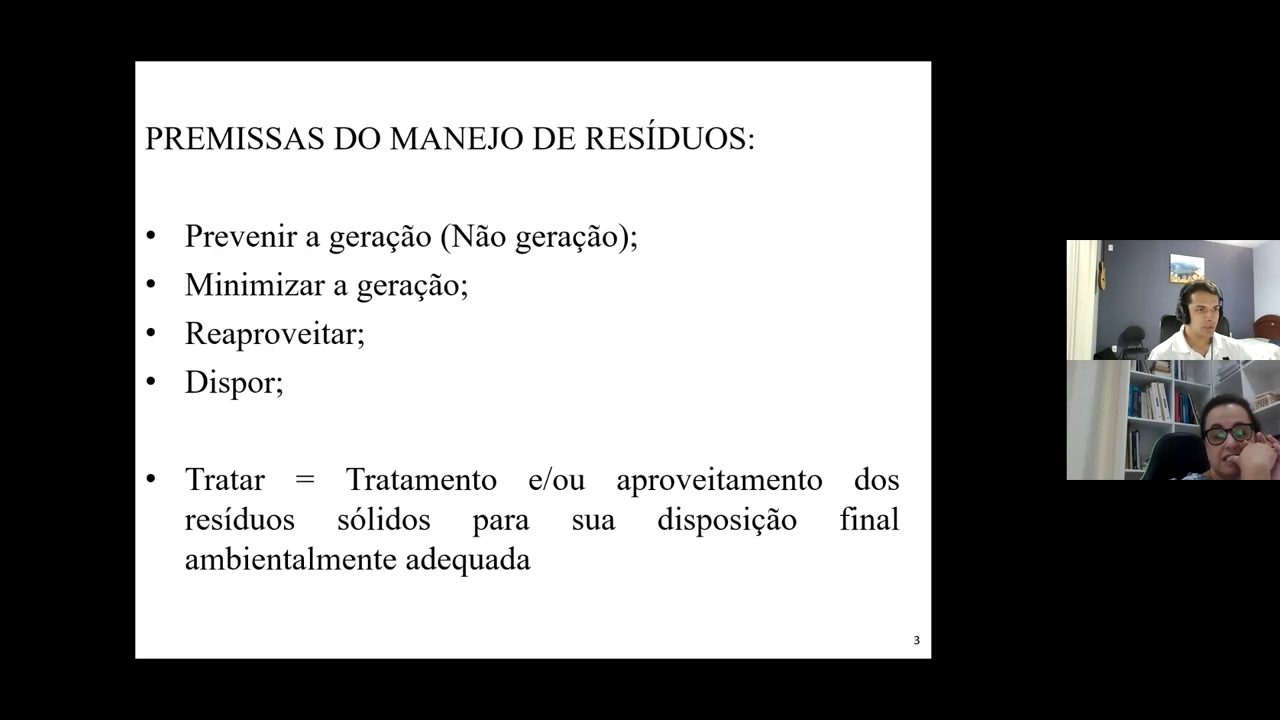 PREMISSAS DO MANEJO DE RESÍDUOS:
• Prevenir a geração (Não geração);
• Minimizar a geração;
• Reaproveitar;
• Dispor;
• Tratar = Tratamento e/ou aproveitamento dos
resíduos sólidos para sua disposição final
ambientalmente adequada
3